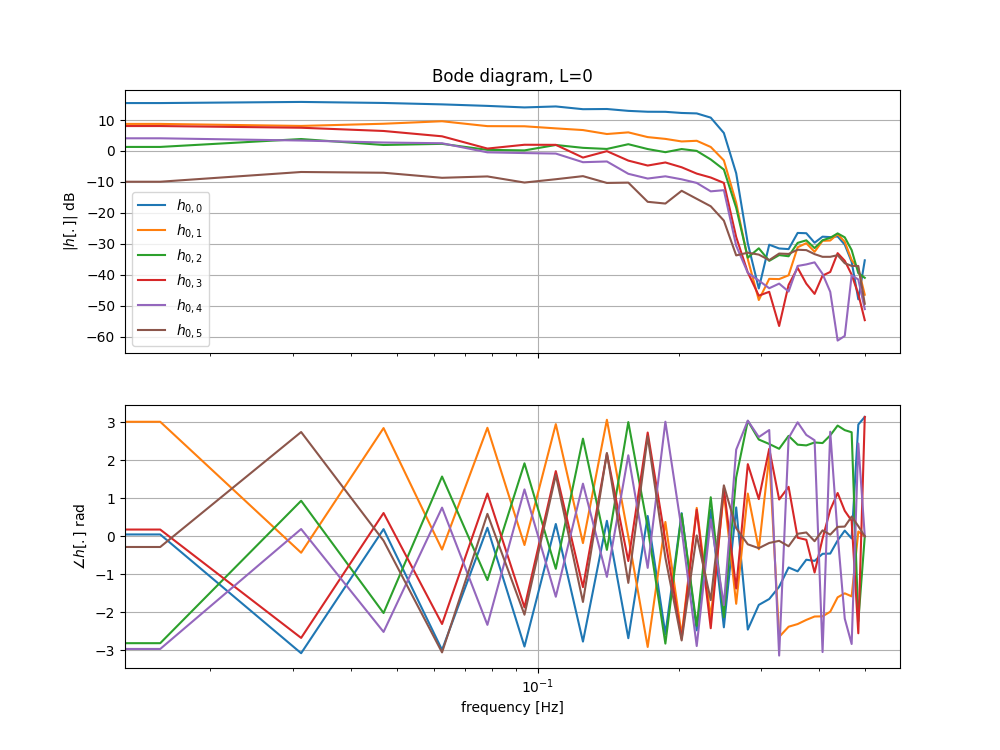 Bode diagram, L=0
|h[.]| dB
10
0
−10
−20
−30
−40
−50
−60
h0,0
h0,1
h0,2
h0,3
h0,4
h0,5
∠h[.] rad
3
2
1
0
−1
−2
−3
10−1
frequency [Hz]